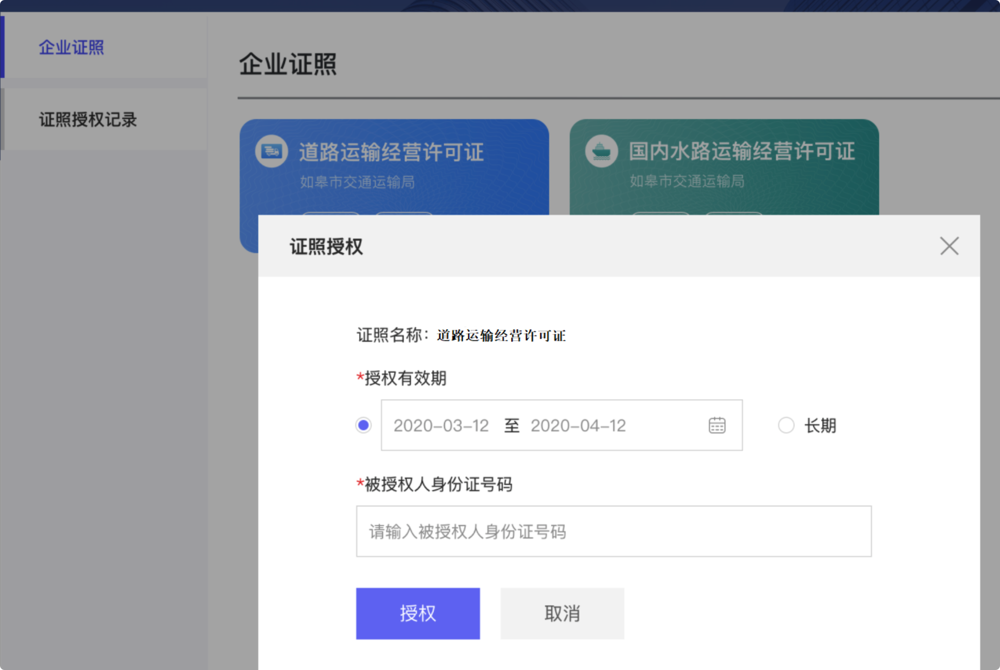 企业证照
证照授权记录
企业证照
道路运输经营许可证
如皋市交通运输局
国内水路运输经营许可证
如皋市交通运输局
证照授权
证照名称：道路运输经营许可证
*授权有效期
2020-03-12 至 2020-04-12
长期
*被授权人身份证号码
请输入被授权人身份证号码
授权
取消